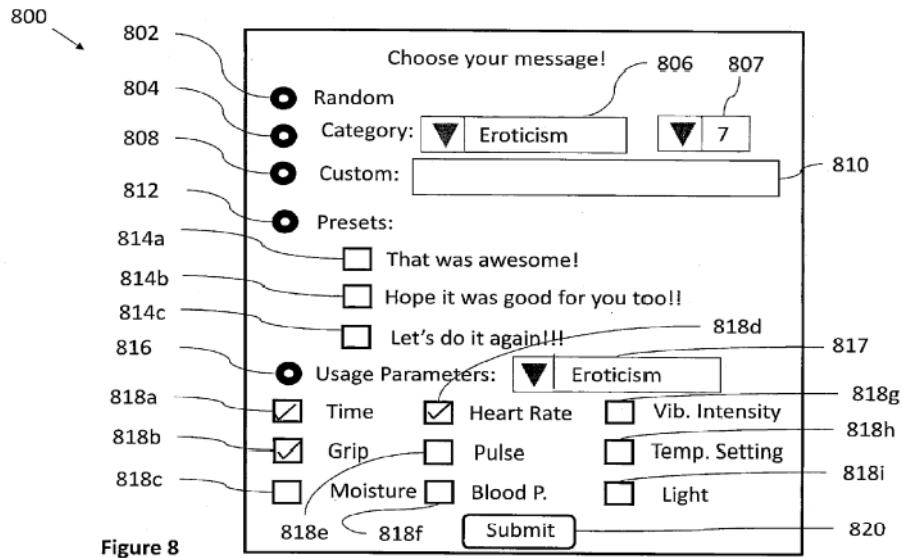 800
802
Choose your message!
806
807
804
Random
Category:
Eroticism
7
808
Custom:
810
812
Presets:
814a
That was awesome!
814b
Hope it was good for you too!!
814c
Let's do it again!!!
818d
816
Usage Parameters:
Eroticism
817
818a
Time
Heart Rate
Vib. Intensity
818g
818b
Grip
Pulse
Temp. Setting
818h
818c
Moisture
Blood P.
Light
818i
818e
818f
Submit
820
Figure 8